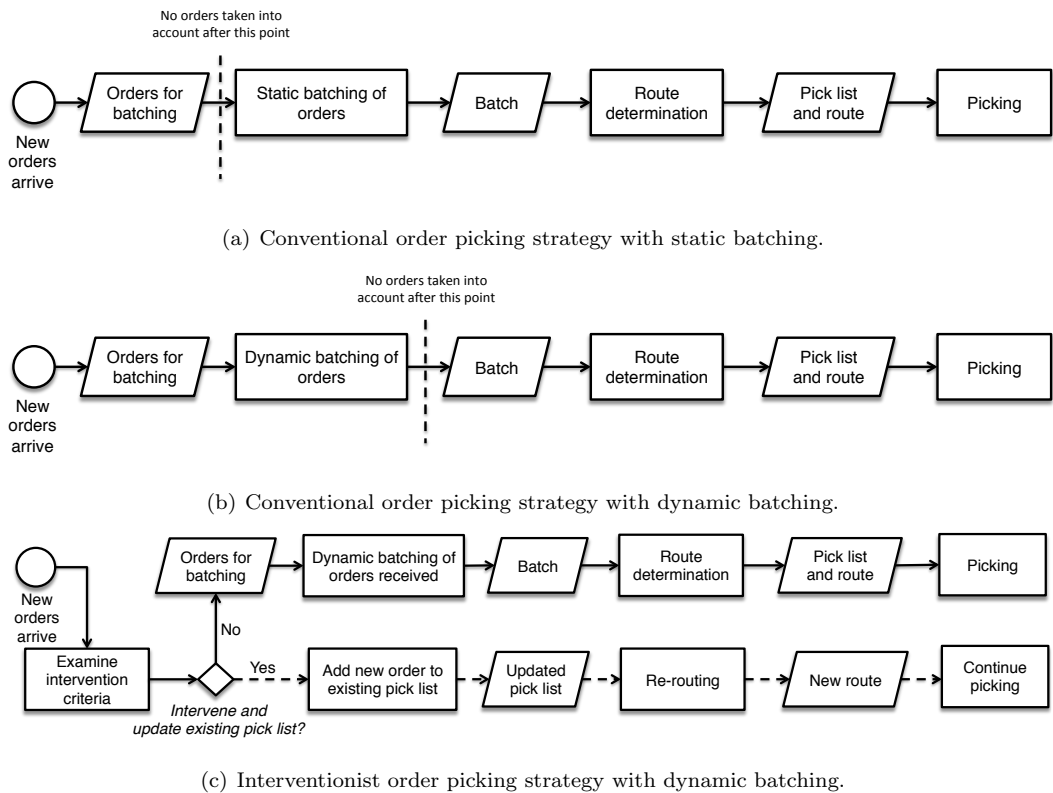 No orders taken into
account after this point
Orders for
batching
Static batching of
orders
Batch
Route
determination
Pick list
and route
Picking
New
orders
arrive
(a) Conventional order picking strategy with static batching.
No orders taken into
account after this point
Orders for
batching
Dynamic batching of
orders
Batch
Route
determination
Pick list
and route
Picking
New
orders
arrive
(b) Conventional order picking strategy with dynamic batching.
Orders for
batching
Dynamic batching of
orders received
Batch
Route
determination
Pick list
and route
Picking
New
orders
arrive
No
Examine
intervention
criteria
Yes
Add new order to
existing pick list
Updated
pick list
Re-routing
New route
Continue
picking
Intervene and
update existing pick list?
(c) Interventionist order picking strategy with dynamic batching.